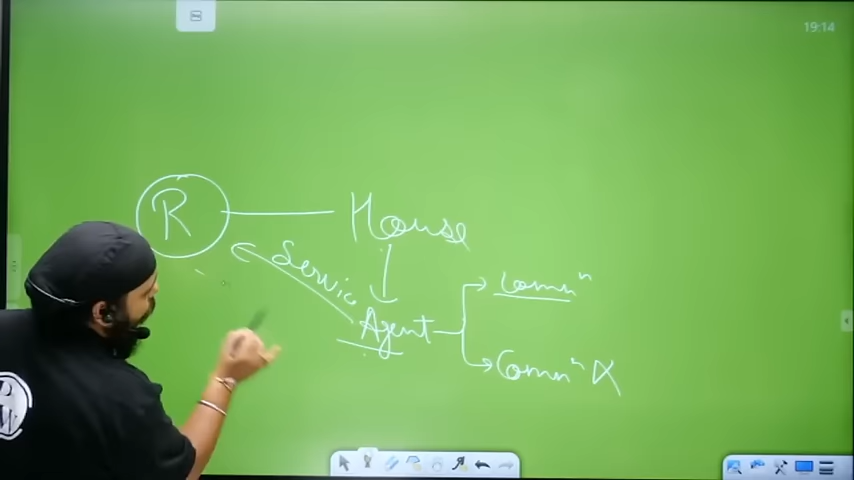 19:14
R House
Servic
Agent
Commⁿ
Commⁿ X
W